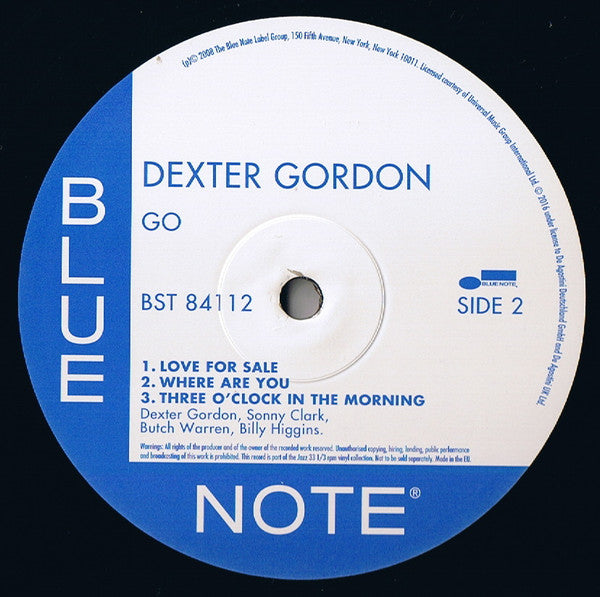 (p)© 2008 The Blue Note Label Group, 150 Fifth Avenue, New York, New York 10011. Licensed courtesy of Universal Music Group International Ltd. © 2016 under license to De Agostini Deutschland GmbH and De Agostini UK Ltd.
BLUE
DEXTER GORDON
GO
BLUE NOTE
BST 84112
SIDE 2
1. LOVE FOR SALE
2. WHERE ARE YOU
3. THREE O'CLOCK IN THE MORNING
Dexter Gordon, Sonny Clark,
Butch Warren, Billy Higgins.
Warnings: All rights of the producer and of the owner of the recorded work reserved. Unauthorised copying, hiring, lending, public performance
and broadcasting of this work is prohibited. This record is part of the Jazz 33 1/3 rpm vinyl collection. Not to be sold separately. Made in the EU.
NOTE®